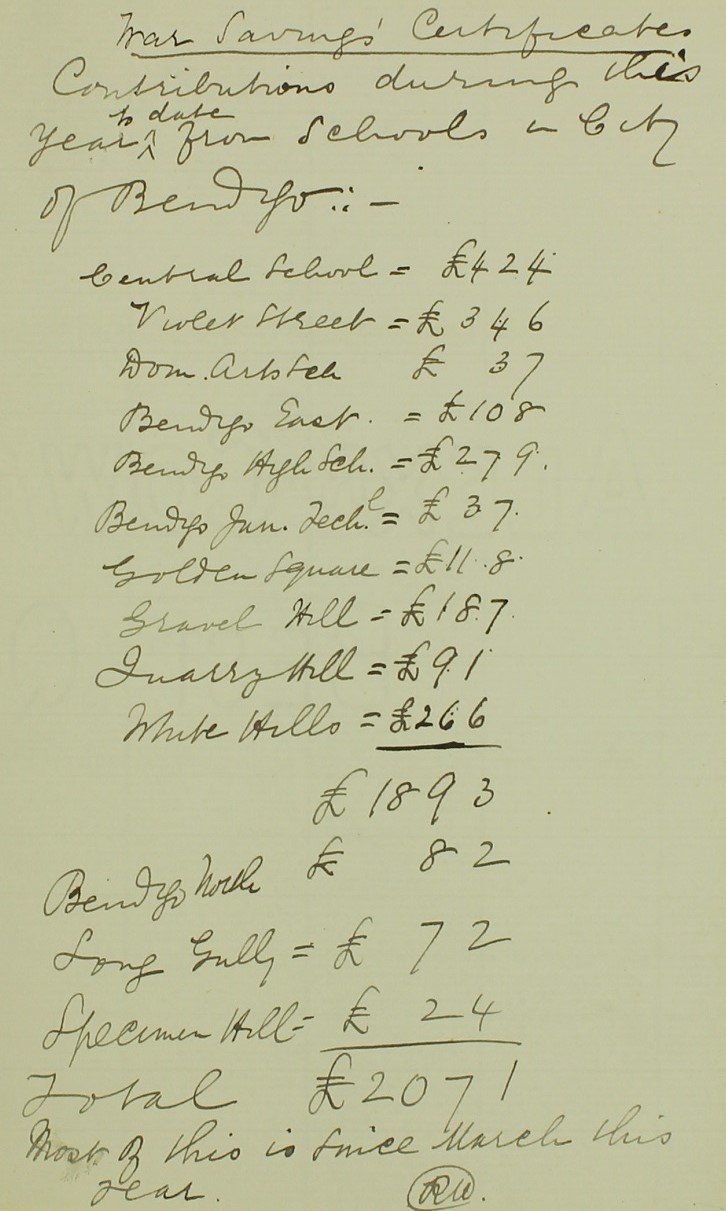 War Savings' Certificates
Contributions during this
Year to date from Schools in City
of Bendigo:: -
Central School = £424
Violet Street = £346
Dom. Arts Sch £ 37
Bendigo East. = £108
Bendigo High Sch. = £279.
Bendigo Jun. Techl. = £37.
Golden Square = £118.
Gravel Hill = £187.
Quarry Hill = £91
White Hills = £266
£1893
Bendigo North £ 82
Long Gully = £ 72
Specimen Hill = £ 24
Total £2071
Most of this is since March this
year. RW.